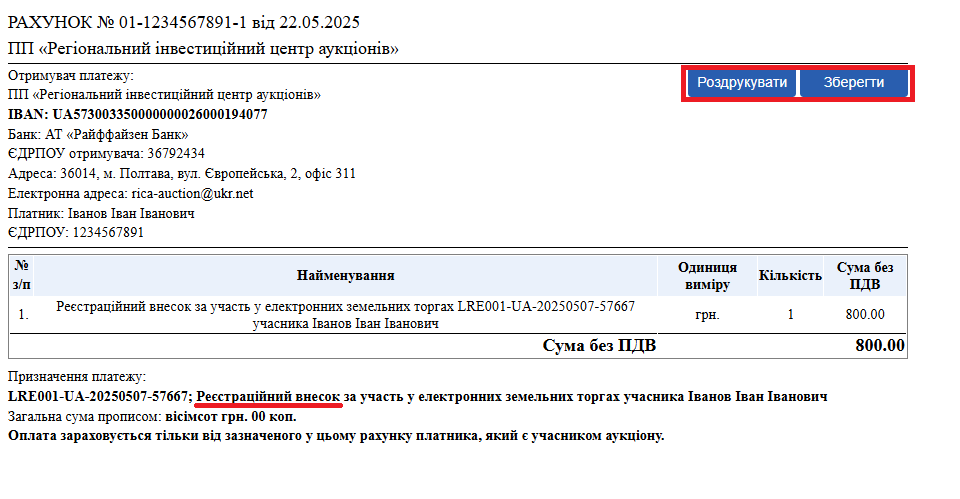 РАХУНОК № 01-1234567891-1 від 22.05.2025
ПП «Регіональний інвестиційний центр аукціонів»
Отримувач платежу:
Роздрукувати Зберегти
ПП «Регіональний інвестиційний центр аукціонів»
IBAN: UA573003350000000026000194077
Банк: АТ «Райффайзен Банк»
ЄДРПОУ отримувача: 36792434
Адреса: 36014, м. Полтава, вул. Європейська, 2, офіс 311
Електронна адреса: rica-auction@ukr.net
Платник: Іванов Іван Іванович
ЄДРПОУ: 1234567891
№ з/п Найменування Одиниця виміру Кількість Сума без ПДВ
1. Реєстраційний внесок за участь у електронних земельних торгах LRE001-UA-20250507-57667 грн. 1 800.00
учасника Іванов Іван Іванович
Сума без ПДВ 800.00
Призначення платежу:
LRE001-UA-20250507-57667; Реєстраційний внесок за участь у електронних земельних торгах учасника Іванов Іван Іванович
Загальна сума прописом: вісімсот грн. 00 коп.
Оплата зараховується тільки від зазначеного у цьому рахунку платника, який є учасником аукціону.